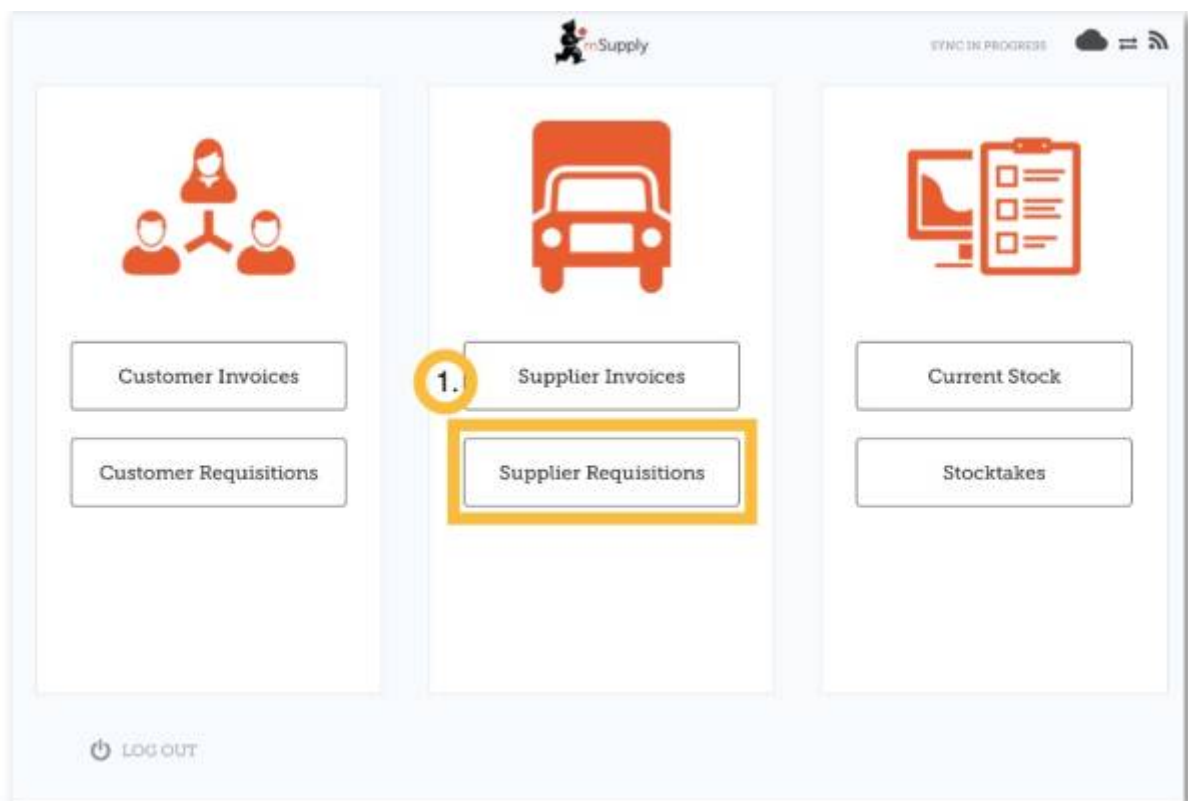 mSupply
SYNC IN PROGRESS
Customer Invoices
Customer Requisitions
1.
Supplier Invoices
Supplier Requisitions
Current Stock
Stocktakes
LOG OUT